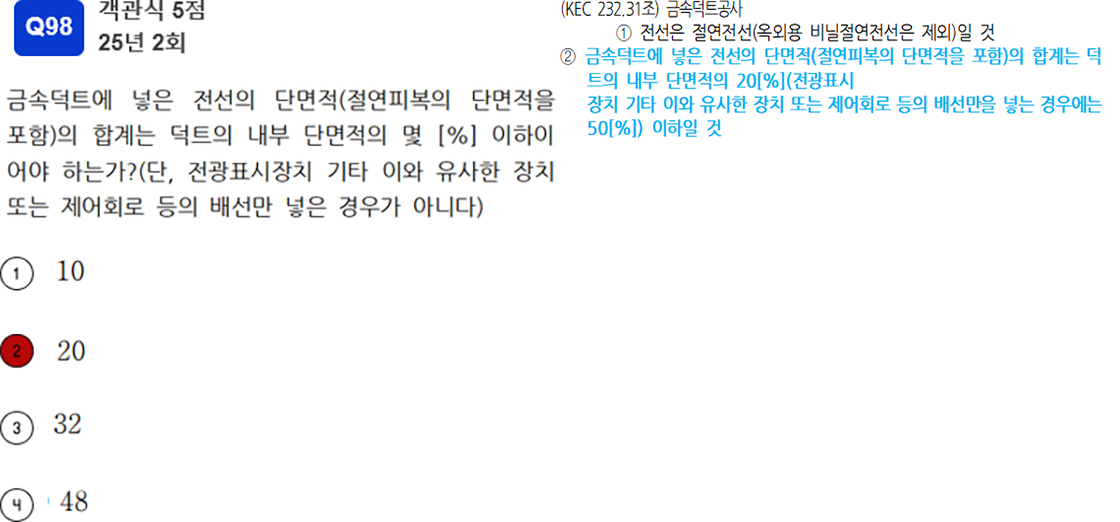 Q98
객관식 5점
25년 2회
금속덕트에 넣은 전선의 단면적(절연피복의 단면적을
포함)의 합계는 덕트의 내부 단면적의 몇 [%] 이하이
어야 하는가?(단, 전광표시장치 기타 이와 유사한 장치
또는 제어회로 등의 배선만 넣은 경우가 아니다)
1 10
2 20
3 32
4 48
(KEC 232.31조) 금속덕트공사
① 전선은 절연전선(옥외용 비닐절연전선은 제외)일 것
② 금속덕트에 넣은 전선의 단면적(절연피복의 단면적을 포함)의 합계는 덕
트의 내부 단면적의 20[%](전광표시
장치 기타 이와 유사한 장치 또는 제어회로 등의 배선만을 넣는 경우에는
50[%]) 이하일 것